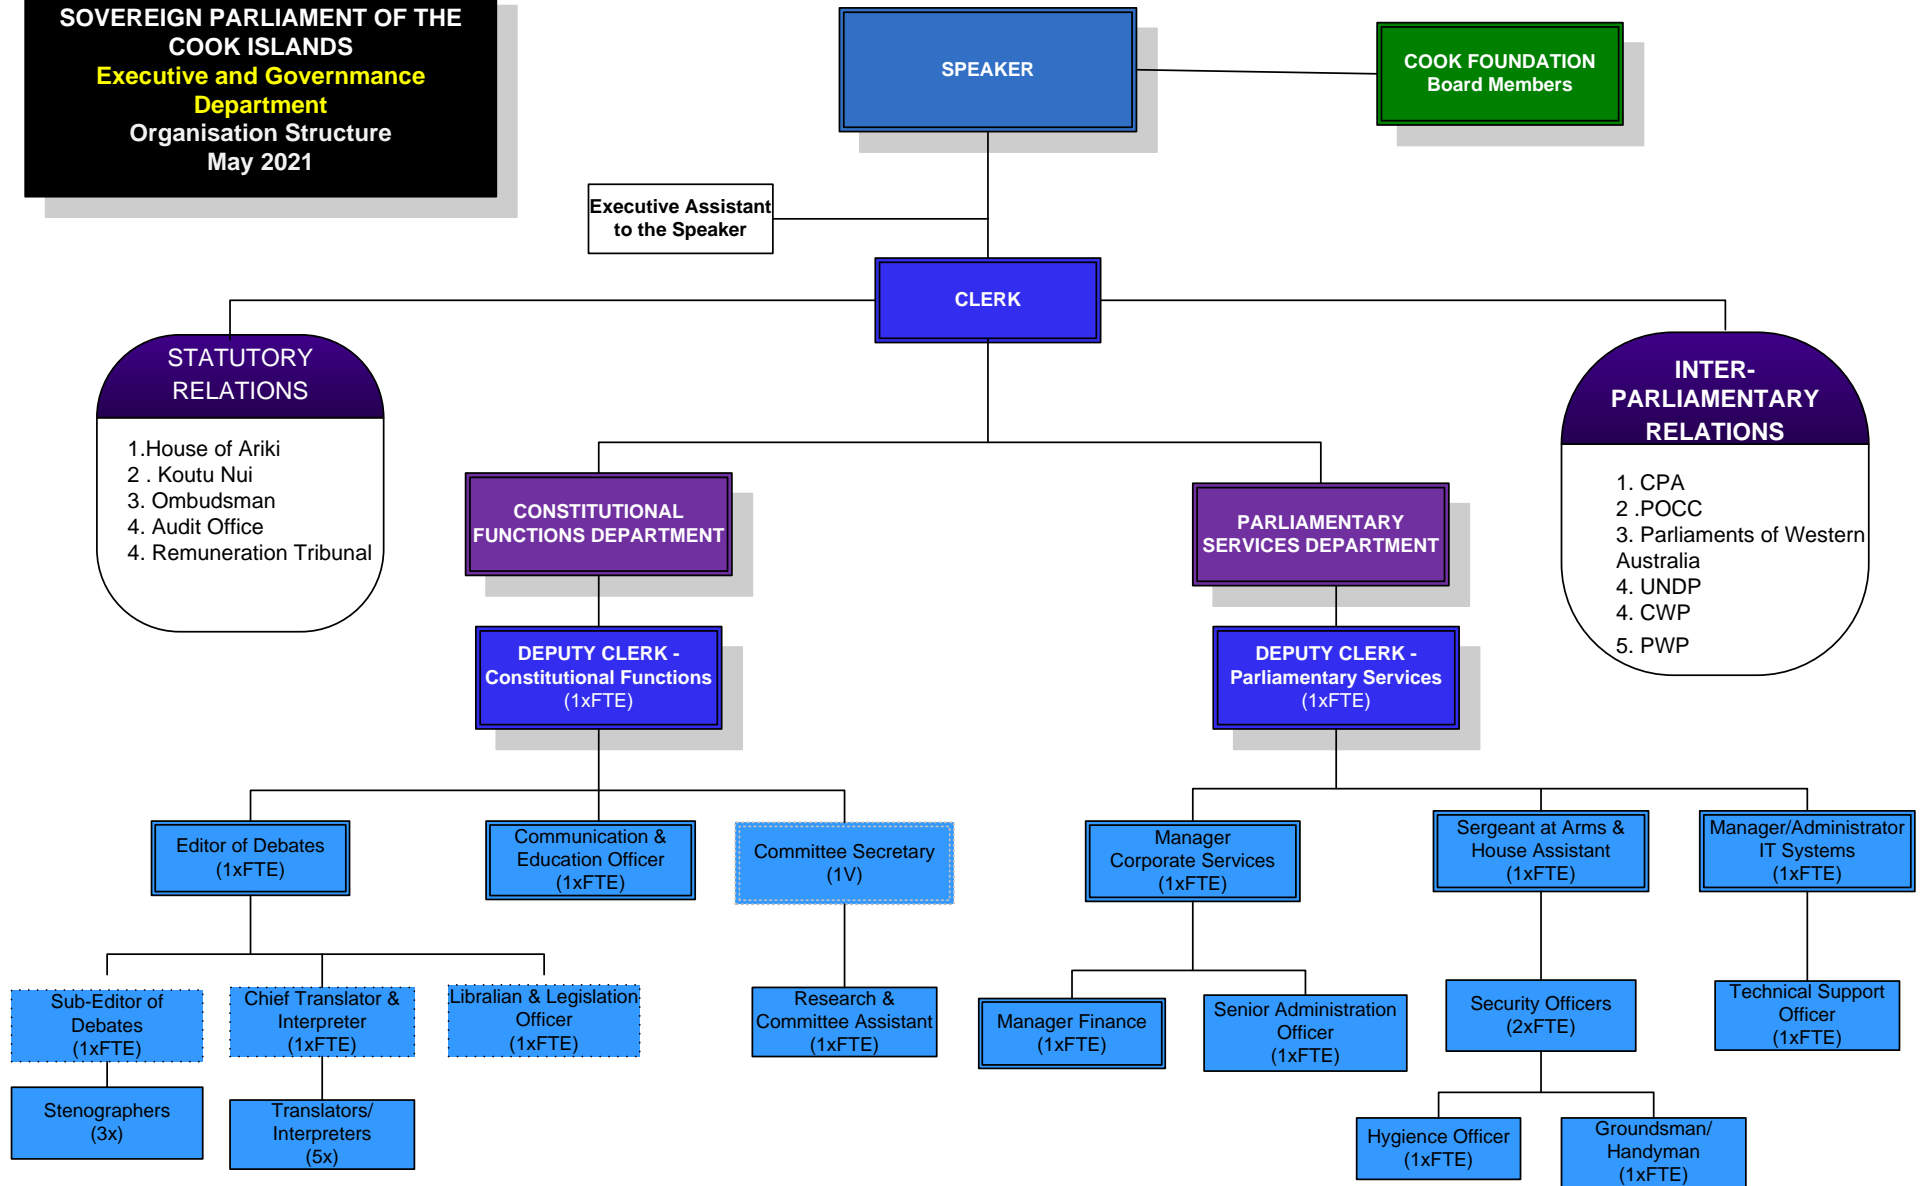 SOVEREIGN PARLIAMENT OF THE
COOK ISLANDS
Executive and Governmance
Department
Organisation Structure
May 2021
SPEAKER
COOK FOUNDATION
Board Members
Executive Assistant
to the Speaker
CLERK
STATUTORY
RELATIONS
1.House of Ariki
2 . Koutu Nui
3. Ombudsman
4. Audit Office
4. Remuneration Tribunal
INTER-
PARLIAMENTARY
RELATIONS
1. CPA
2 .POCC
3. Parliaments of Western
Australia
4. UNDP
4. CWP
5. PWP
CONSTITUTIONAL
FUNCTIONS DEPARTMENT
PARLIAMENTARY
SERVICES DEPARTMENT
DEPUTY CLERK -
Constitutional Functions
(1xFTE)
DEPUTY CLERK -
Parliamentary Services
(1xFTE)
Editor of Debates
(1xFTE)
Communication &
Education Officer
(1xFTE)
Committee Secretary
(1V)
Manager
Corporate Services
(1xFTE)
Sergeant at Arms &
House Assistant
(1xFTE)
Manager/Administrator
IT Systems
(1xFTE)
Sub-Editor of
Debates
(1xFTE)
Chief Translator &
Interpreter
(1xFTE)
Libralian & Legislation
Officer
(1xFTE)
Research &
Committee Assistant
(1xFTE)
Manager Finance
(1xFTE)
Senior Administration
Officer
(1xFTE)
Security Officers
(2xFTE)
Technical Support
Officer
(1xFTE)
Stenographers
(3x)
Translators/
Interpreters
(5x)
Hygience Officer
(1xFTE)
Groundsman/
Handyman
(1xFTE)